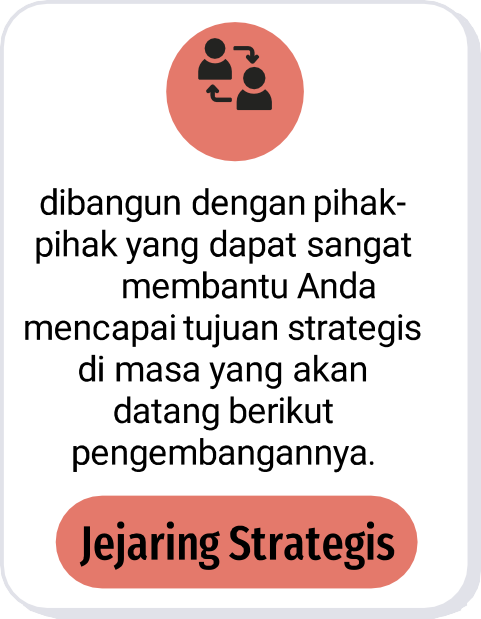 dibangun dengan pihak-
pihak yang dapat sangat
membantu Anda
mencapai tujuan strategis
di masa yang akan
datang berikut
pengembangannya.
Jejaring Strategis